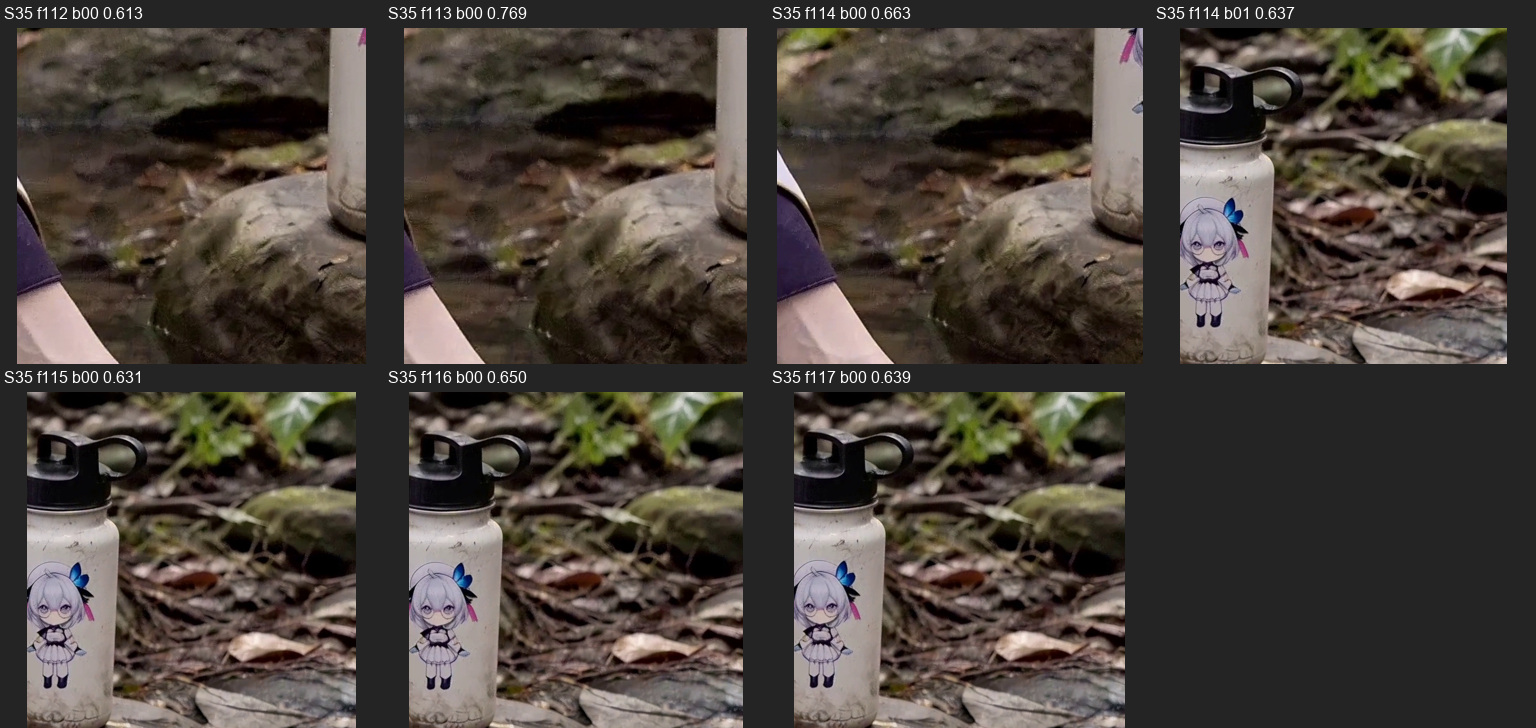 S35 f112 b00 0.613
S35 f113 b00 0.769
S35 f114 b00 0.663
S35 f114 b01 0.637
S35 f115 b00 0.631
S35 f116 b00 0.650
S35 f117 b00 0.639